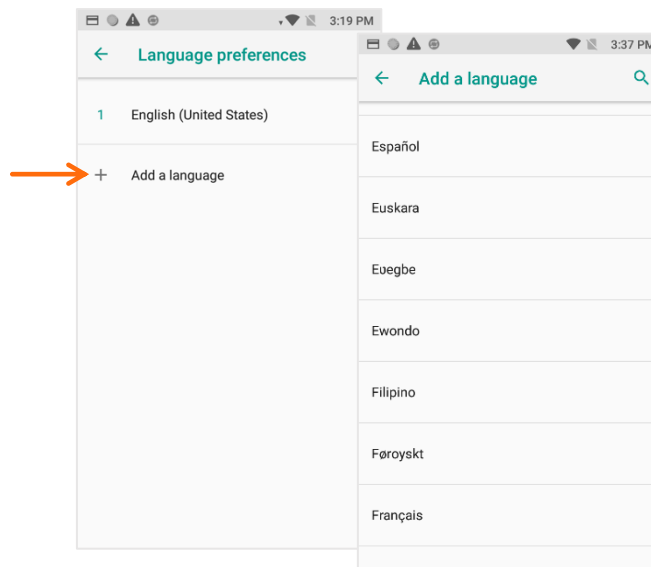 3:19 PM
Language preferences
1 English (United States)
+ Add a language
3:37 PM
Add a language
Español
Euskara
Eʋegbe
Ewondo
Filipino
Føroyskt
Français